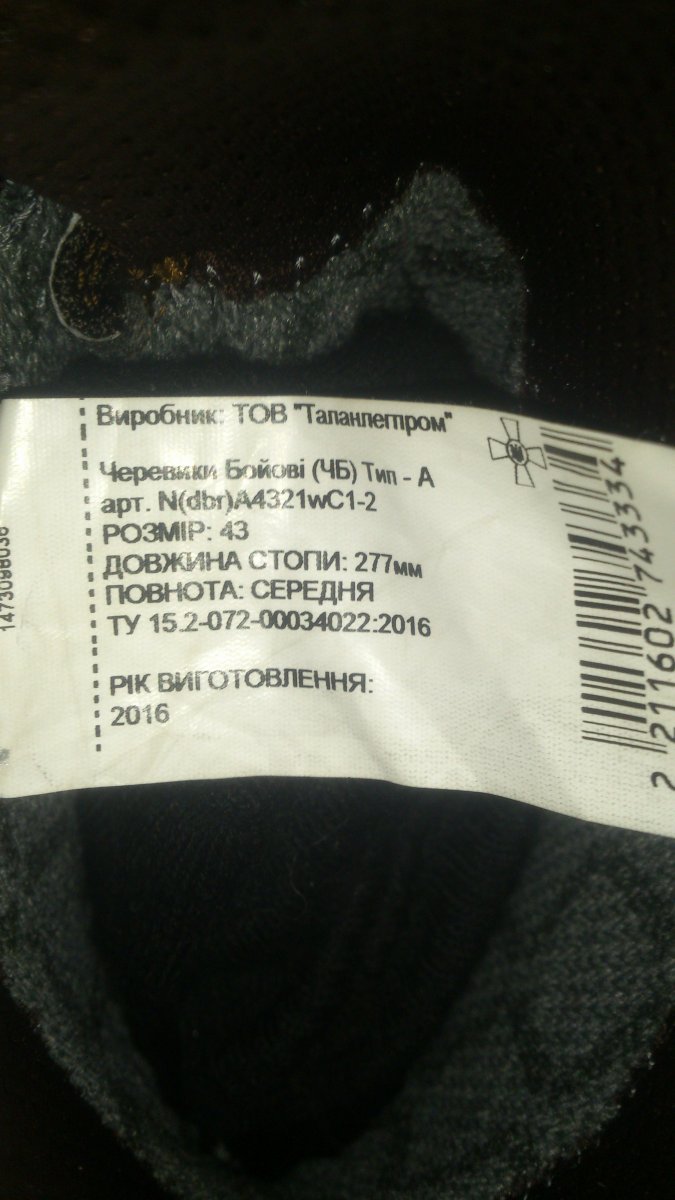 Виробник: ТОВ "Таланлегпром"
Черевики Бойові (ЧБ) Тип - А
арт. N(dbr)A4321wC1-2
РОЗМІР: 43
ДОВЖИНА СТОПИ: 277мм
ПОВНОТА: СЕРЕДНЯ
ТУ 15.2-072-00034022:2016
РІК ВИГОТОВЛЕННЯ:
2016
2 211602 743334